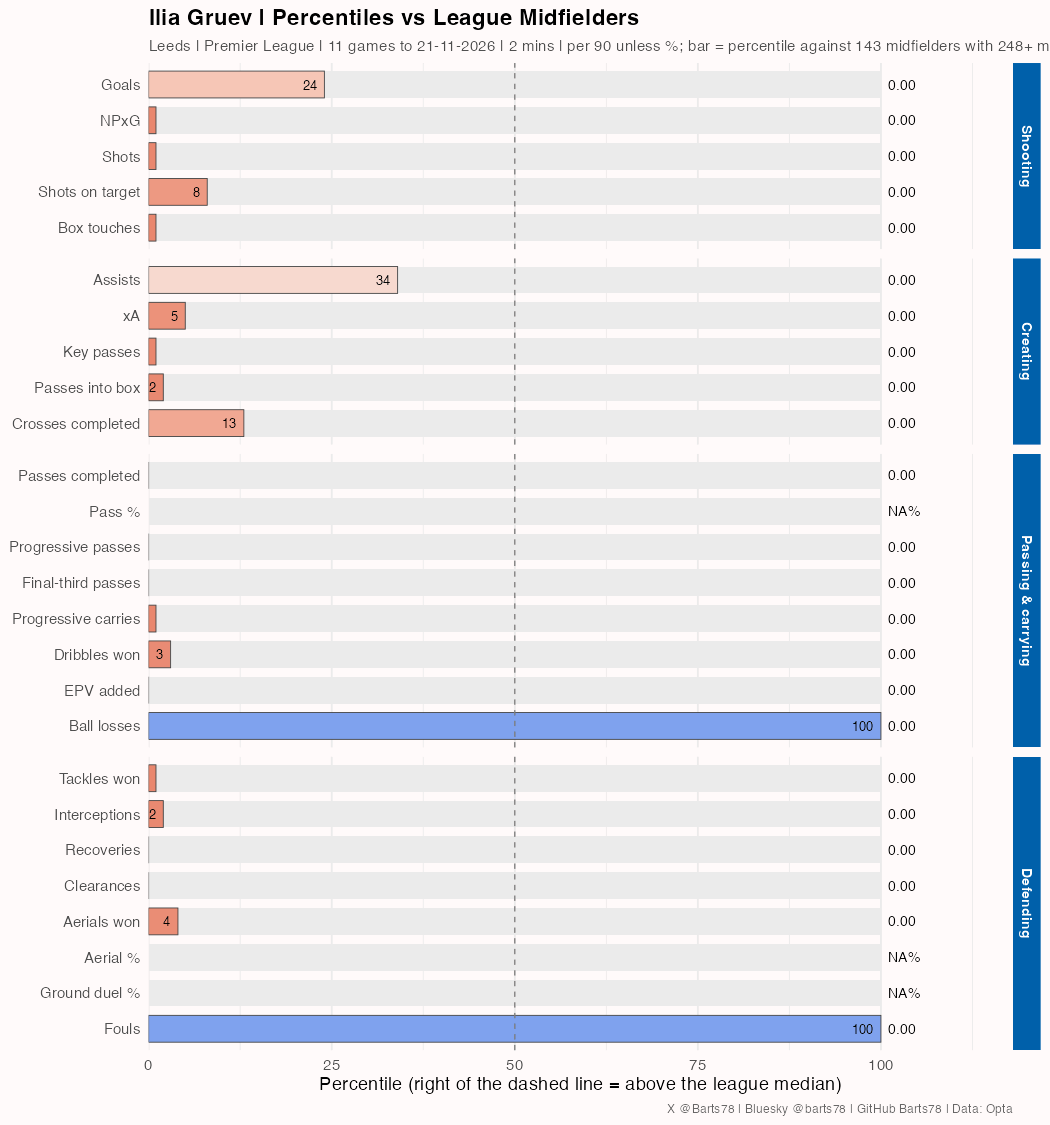 Ilia Gruev | Percentiles vs League Midfielders
Leeds | Premier League | 11 games to 21-11-2026 | 2 mins | per 90 unless %; bar = percentile against 143 midfielders with 248+ m
Goals 24 0.00
NPxG 0.00
Shots 0.00
Shots on target 8 0.00
Box touches 0.00
Shooting
Assists 34 0.00
xA 5 0.00
Key passes 0.00
Passes into box 2 0.00
Crosses completed 13 0.00
Creating
Passes completed 0.00
Pass % NA%
Progressive passes 0.00
Final-third passes 0.00
Progressive carries 0.00
Dribbles won 3 0.00
EPV added 0.00
Ball losses 100 0.00
Passing & carrying
Tackles won 0.00
Interceptions 2 0.00
Recoveries 0.00
Clearances 0.00
Aerials won 4 0.00
Aerial % NA%
Ground duel % NA%
Fouls 100 0.00
Defending
0 25 50 75 100
Percentile (right of the dashed line = above the league median)
X @Barts78 | Bluesky @barts78 | GitHub Barts78 | Data: Opta